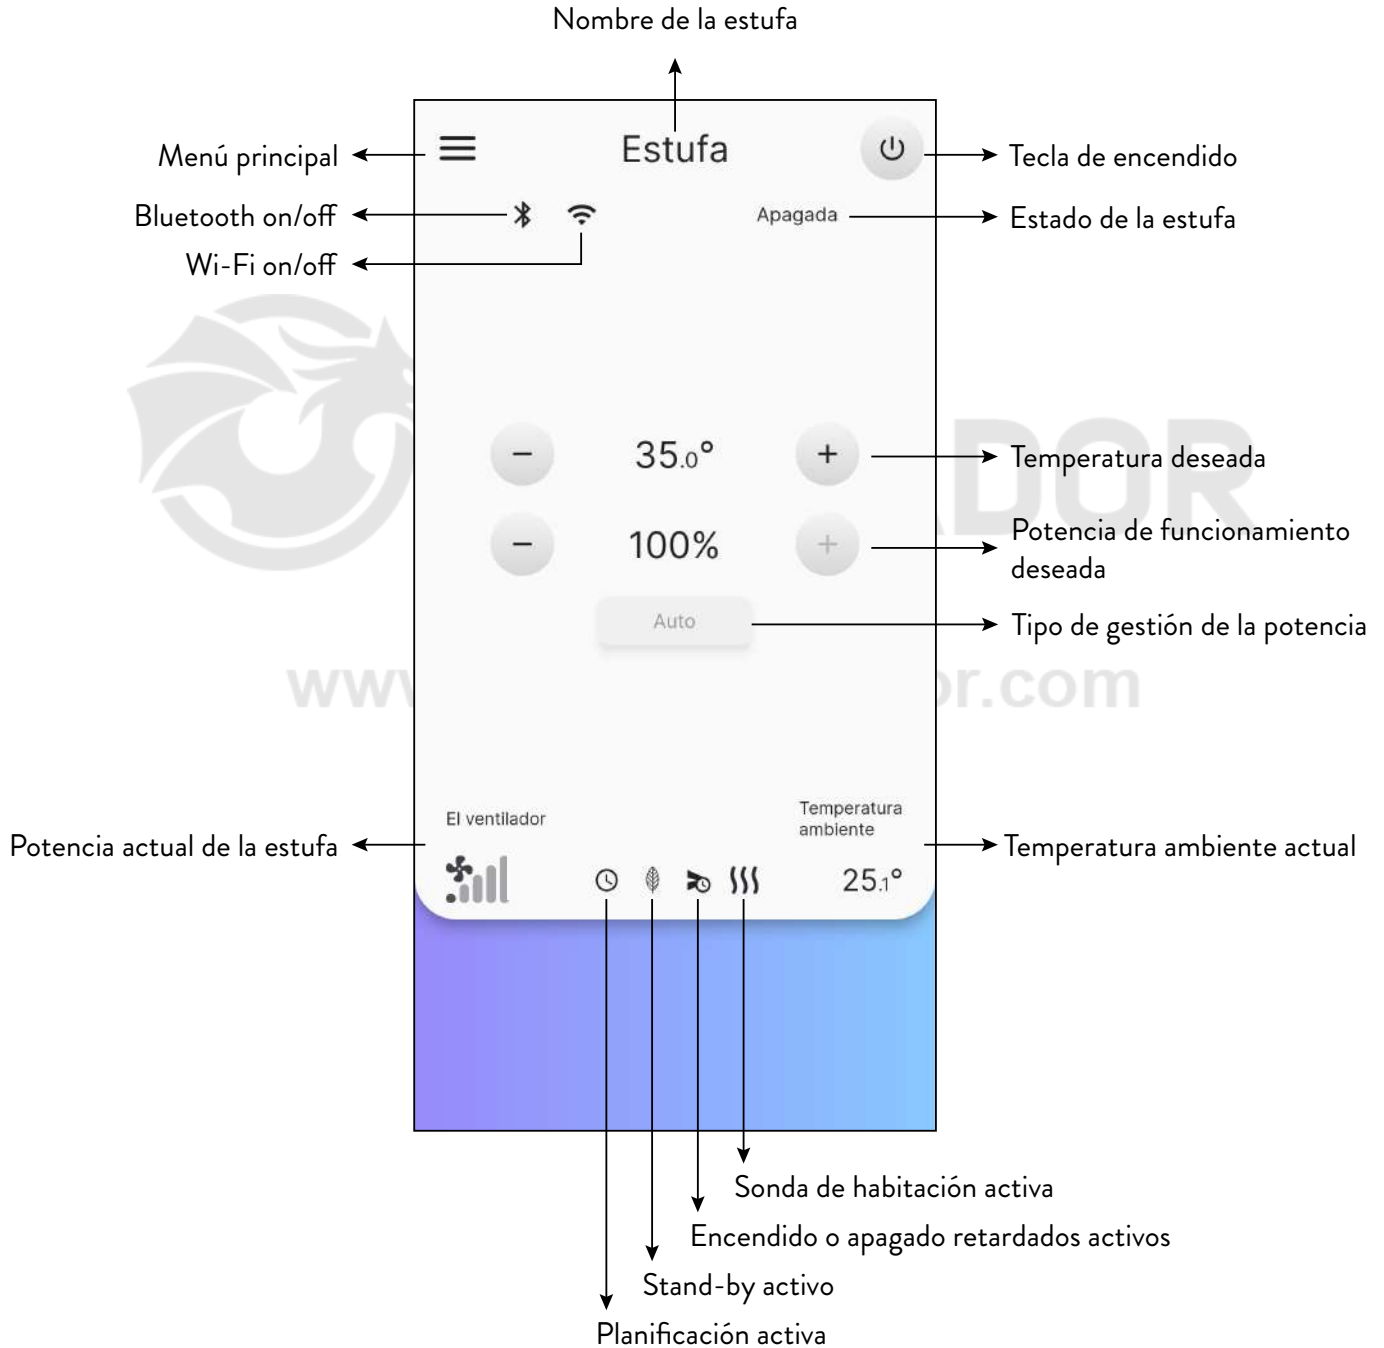 Nombre de la estufa
Menú principal
Estufa
Tecla de encendido
Bluetooth on/off
Apagada
Estado de la estufa
Wi-Fi on/off
35.0°
Temperatura deseada
100%
Potencia de funcionamiento
deseada
Auto
Tipo de gestión de la potencia
El ventilador
Temperatura
ambiente
Potencia actual de la estufa
Temperatura ambiente actual
25.1°
Sonda de habitación activa
Encendido o apagado retardados activos
Stand-by activo
Planificación activa